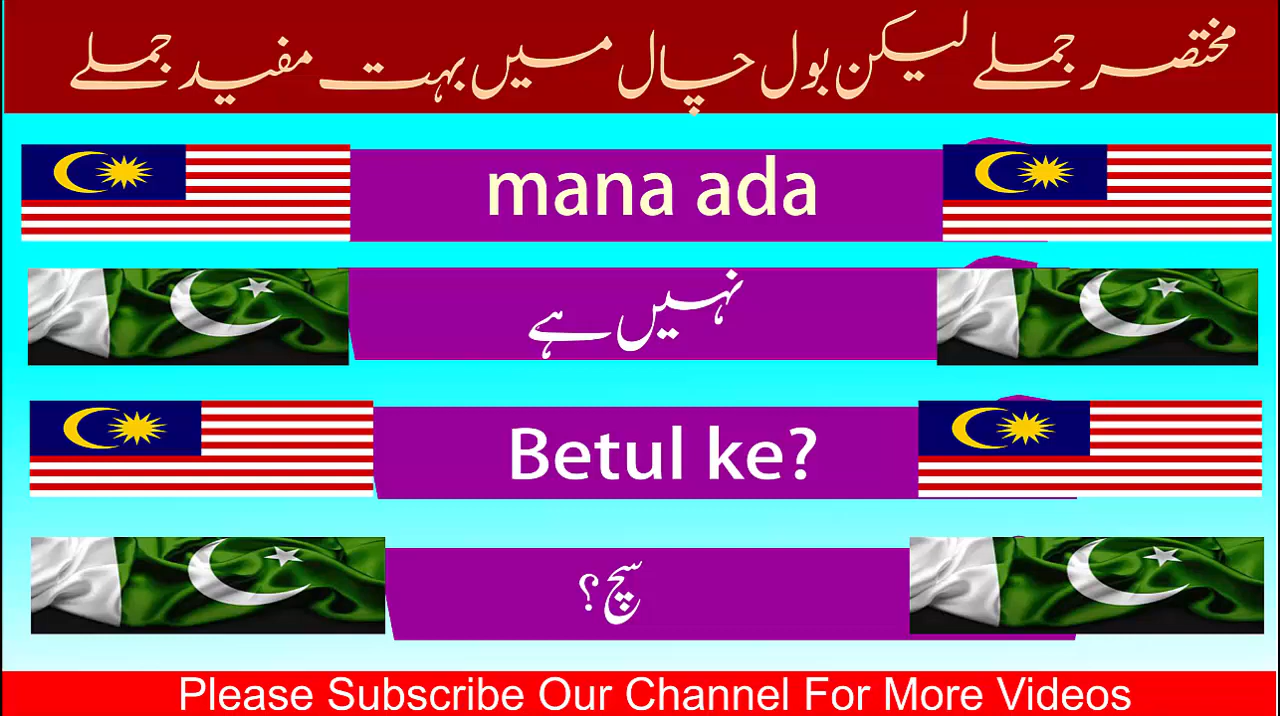 مختصر جملے لیکن بول چال میں بہت مفید جملے
mana ada
نہیں ہے
Betul ke?
سچ؟
Please Subscribe Our Channel For More Videos